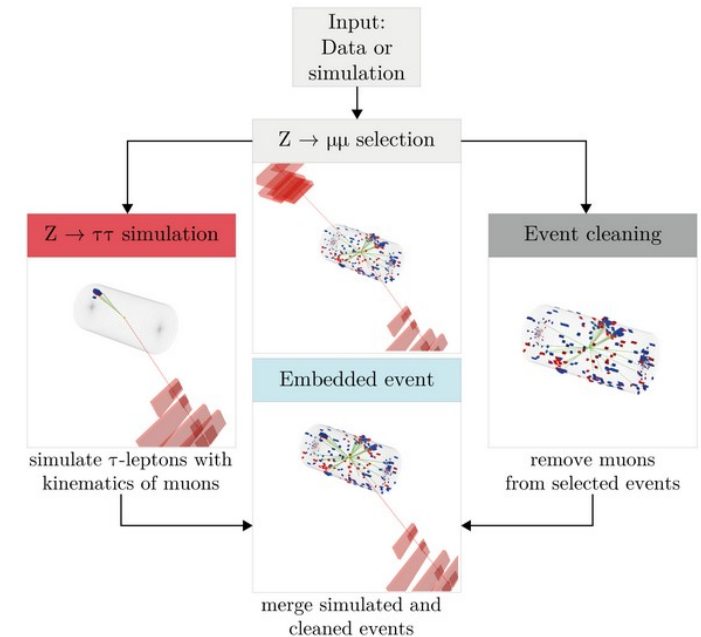 Input:
Data or
simulation
Z → μμ selection
Z → ττ simulation
Event cleaning
Embedded event
simulate τ-leptons with
kinematics of muons
remove muons
from selected events
merge simulated and
cleaned events